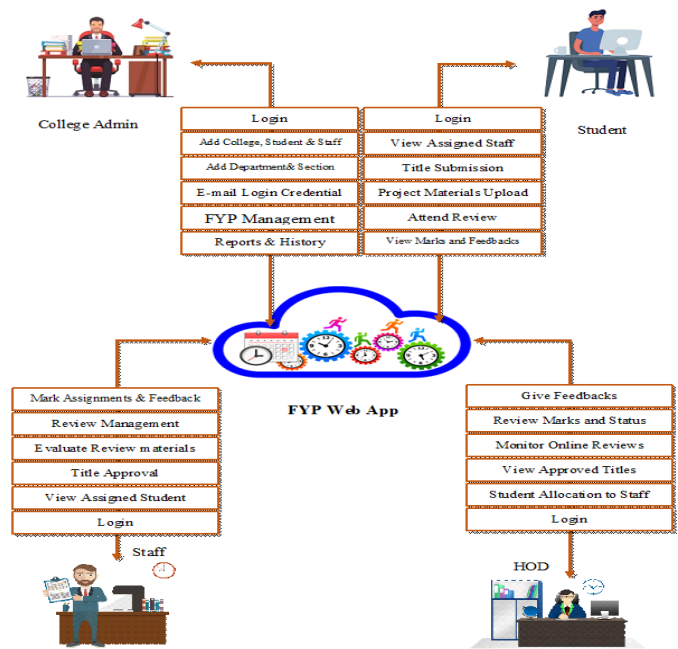 College Admin
Student
Login
Add College, Student & Staff
Add Department& Section
E-mail Login Credential
FYP Management
Reports & History
Login
View Assigned Staff
Title Submission
Project Materials Upload
Attend Review
View Marks and Feedbacks
FYP Web App
Mark Assignments & Feedback
Review Management
Evaluate Review materials
Title Approval
View Assigned Student
Login
Staff
Give Feedbacks
Review Marks and Status
Monitor Online Reviews
View Approved Titles
Student Allocation to Staff
Login
HOD